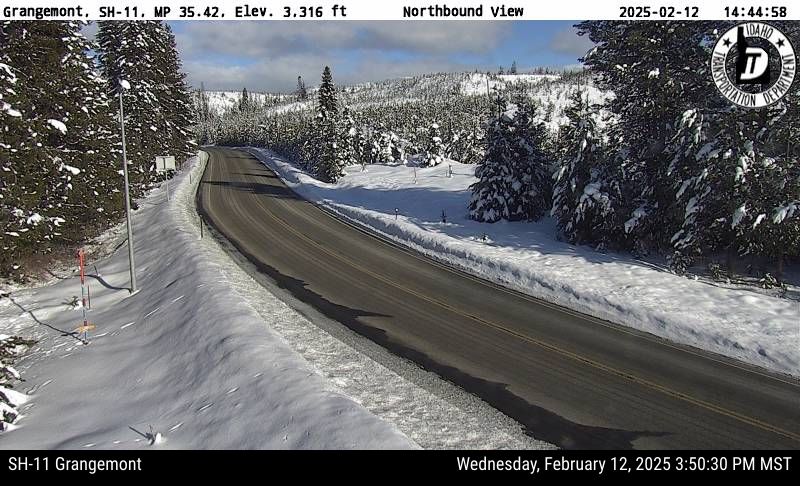 Grangemont, SH-11, MP 35.42, Elev. 3,316 ft Northbound View 2025-02-12 14:44:58
IDAHO
TRANSPORTATION DEPARTMENT
SH-11 Grangemont Wednesday, February 12, 2025 3:50:30 PM MST